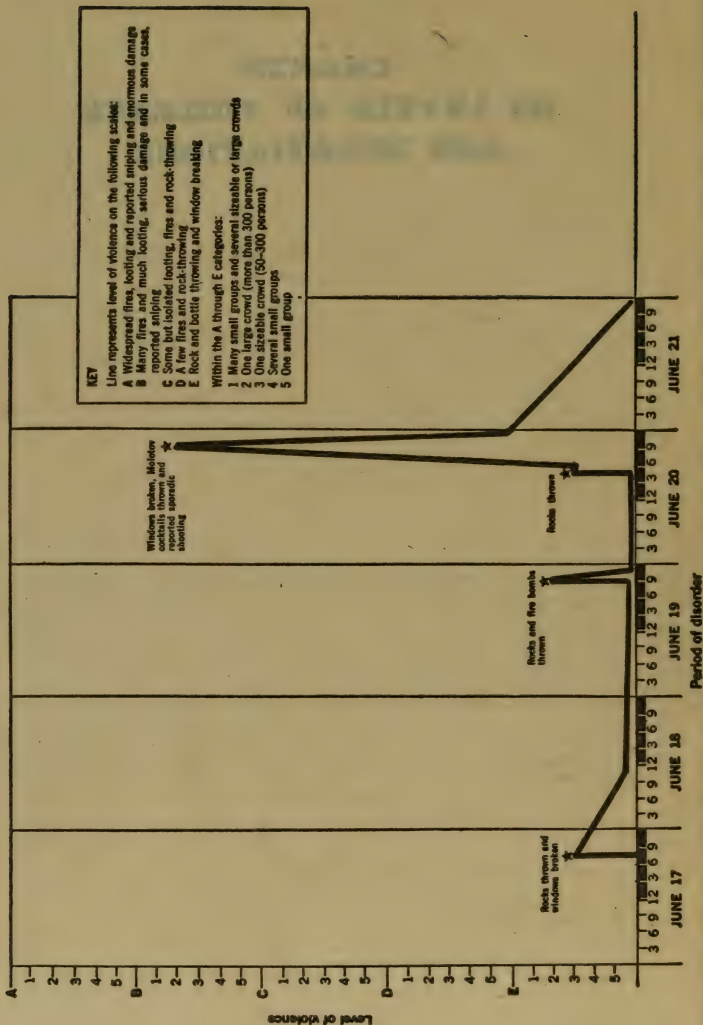 KEY
Line represents level of violence on the following scales:
A Widespread fires, looting and reported sniping and enormous damage
B Many fires and much looting, serious damage and in some cases,
reported sniping
C Some but isolated looting, fires and rock-throwing
D A few fires and rock-throwing
E Rock and bottle throwing and window breaking
Within the A through E categories:
1 Many small groups and several sizeable or large crowds
2 One large crowd (more than 300 persons)
3 One sizeable crowd (50–300 persons)
4 Several small groups
5 One small group
Level of violence
A
1
2
3
4
5
B
1
2
3
4
5
C
1
2
3
4
5
D
1
2
3
4
5
E
1
2
3
4
5
Rocks thrown and
windows broken
Rocks and fire bombs
thrown
Rocks thrown
Windows broken, Molotov
cocktails thrown and
reported sporadic
shooting
3 6 9 12 3 6 9
3 6 9 12 3 6 9
3 6 9 12 3 6 9
3 6 9 12 3 6 9
3 6 9 12 3 6 9
JUNE 17
JUNE 18
JUNE 19
JUNE 20
JUNE 21
Period of disorder